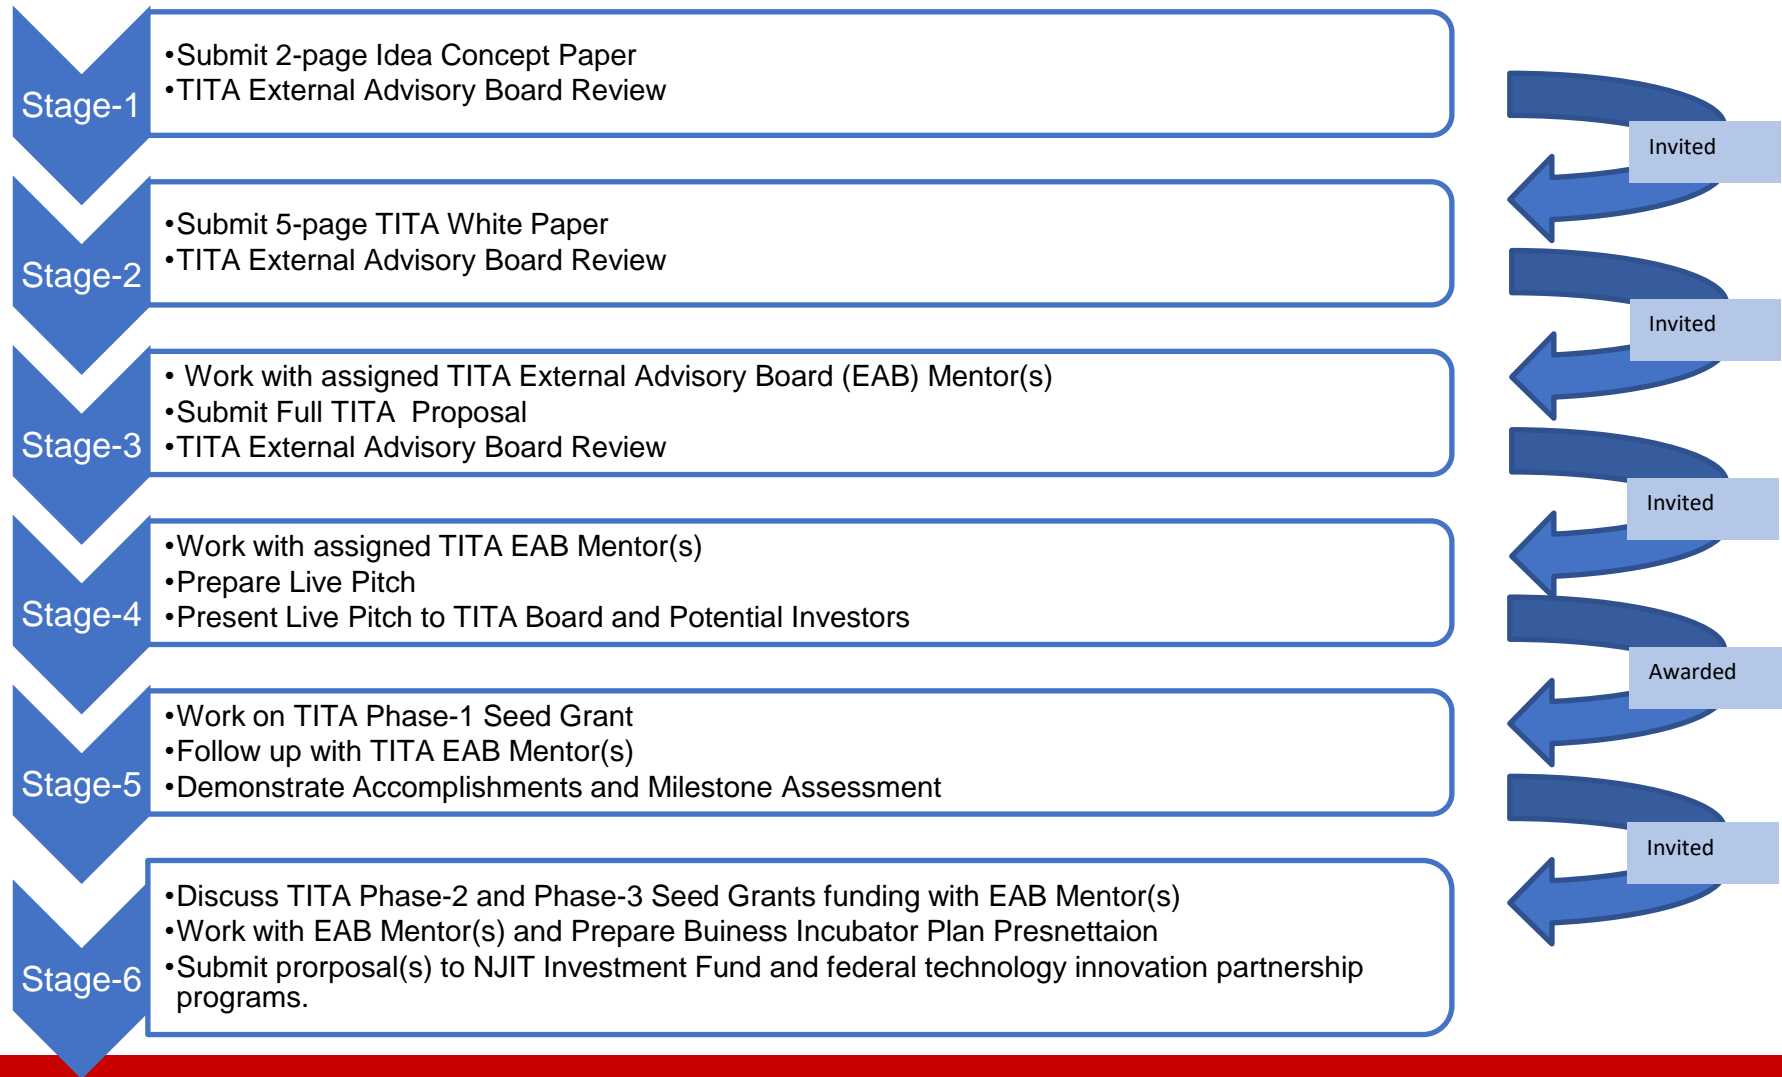 Stage-1
•Submit 2-page Idea Concept Paper
•TITA External Advisory Board Review
Invited
Stage-2
•Submit 5-page TITA White Paper
•TITA External Advisory Board Review
Invited
Stage-3
• Work with assigned TITA External Advisory Board (EAB) Mentor(s)
•Submit Full TITA  Proposal
•TITA External Advisory Board Review
Invited
Stage-4
•Work with assigned TITA EAB Mentor(s)
•Prepare Live Pitch
•Present Live Pitch to TITA Board and Potential Investors
Awarded
Stage-5
•Work on TITA Phase-1 Seed Grant
•Follow up with TITA EAB Mentor(s)
•Demonstrate Accomplishments and Milestone Assessment
Invited
Stage-6
•Discuss TITA Phase-2 and Phase-3 Seed Grants funding with EAB Mentor(s)
•Work with EAB Mentor(s) and Prepare Buiness Incubator Plan Presnettaion
•Submit prorposal(s) to NJIT Investment Fund and federal technology innovation partnership
programs.